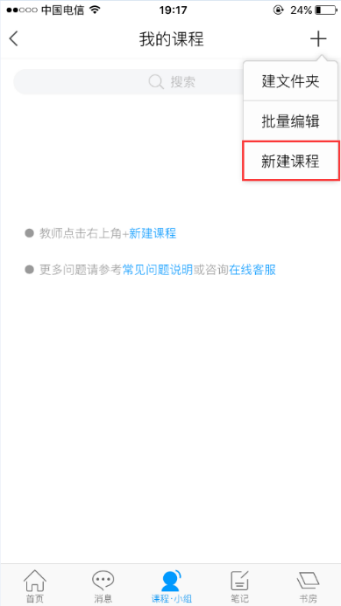 中国电信 19:17 24%
我的课程
搜索
建文件夹
批量编辑
新建课程
教师点击右上角+新建课程
更多问题请参考常见问题说明或咨询在线客服
首页 消息 课程·小组 笔记 书房